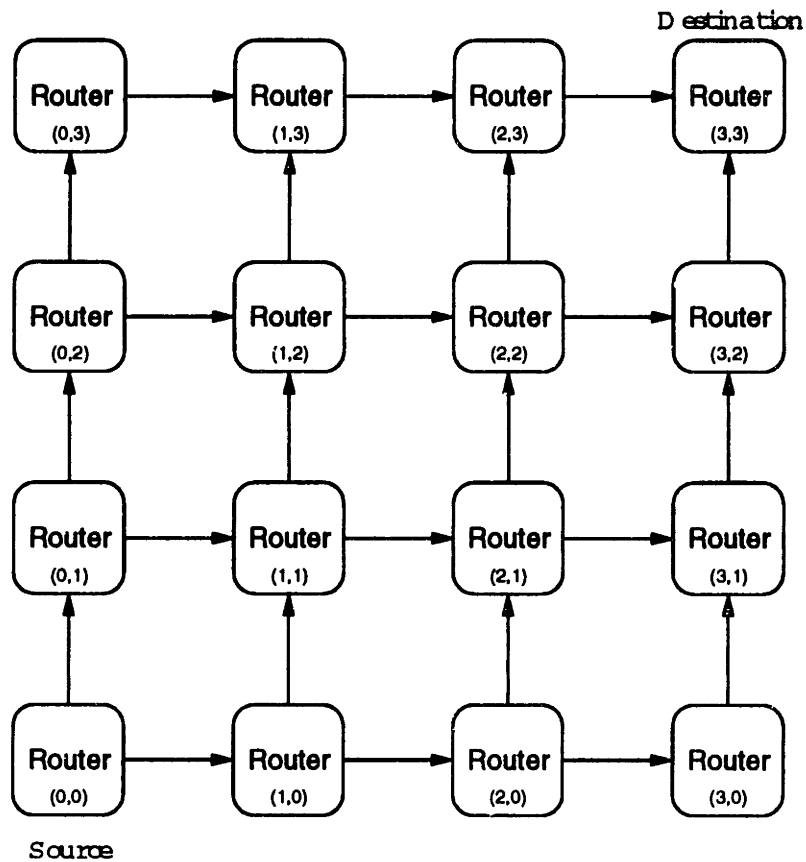 Destination
Router Router Router Router
(0,3) (1,3) (2,3) (3,3)
Router Router Router Router
(0,2) (1,2) (2,2) (3,2)
Router Router Router Router
(0,1) (1,1) (2,1) (3,1)
Router Router Router Router
(0,0) (1,0) (2,0) (3,0)
Source